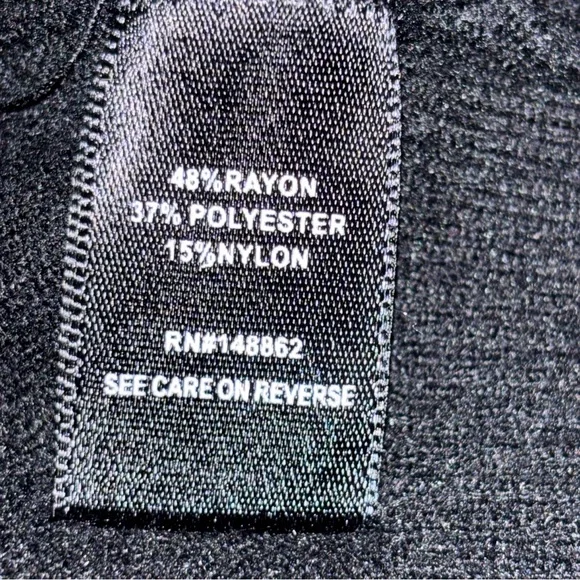 48%RAYON
37% POLYESTER
15%NYLON
RN#148862
SEE CARE ON REVERSE